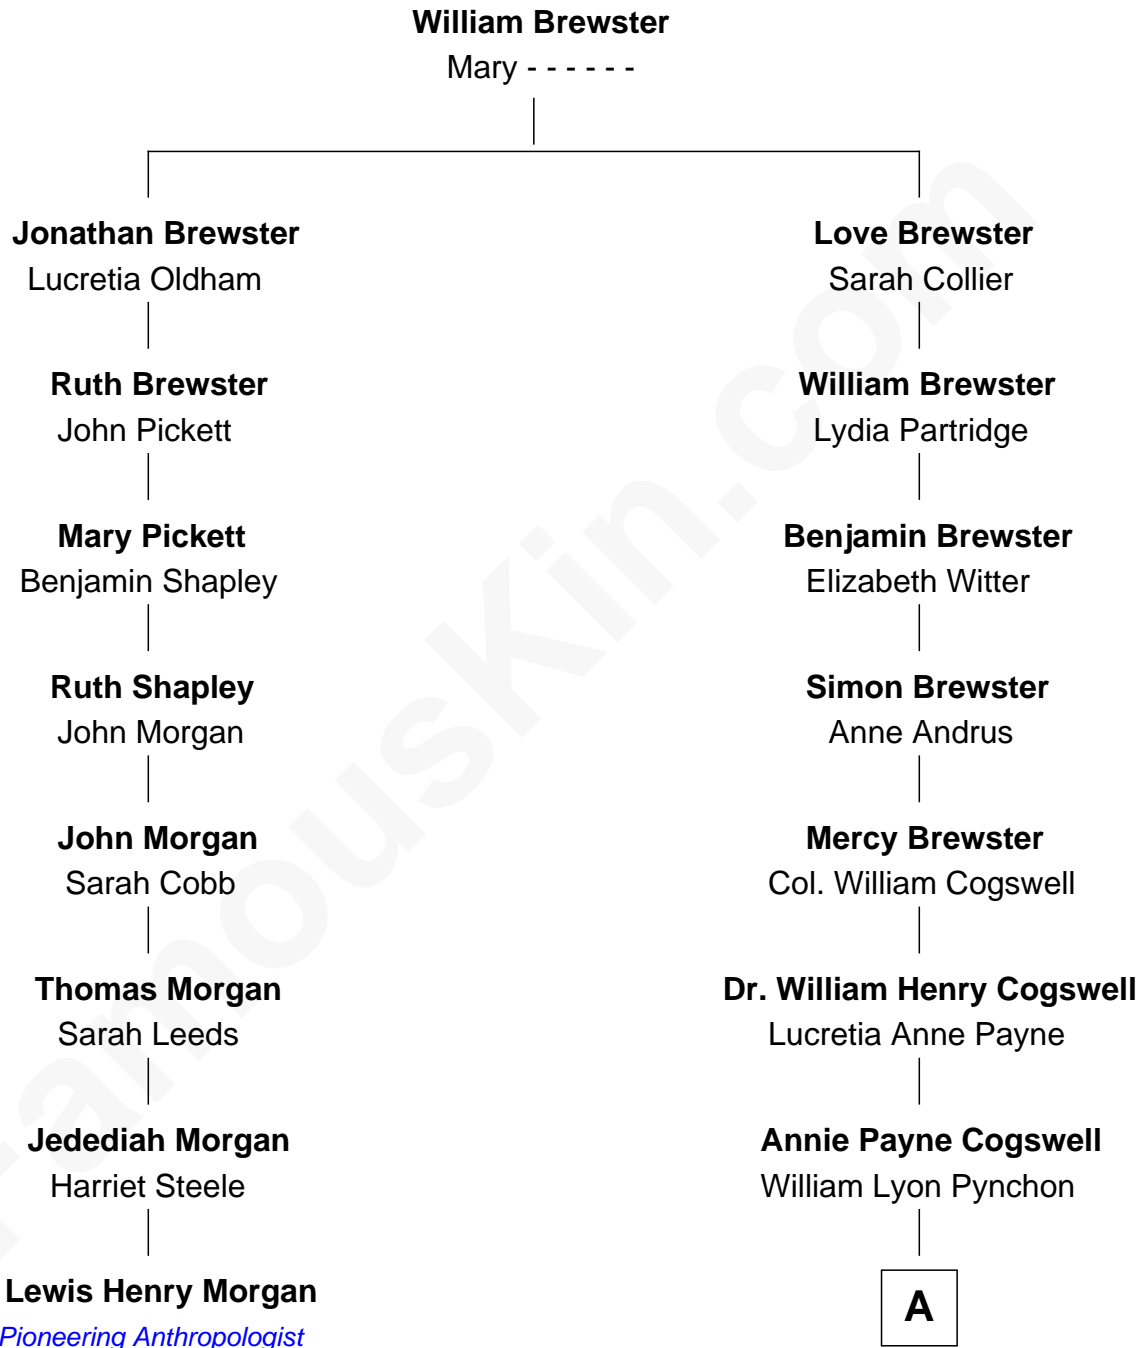 William Brewster
Mary - - - - - -
Jonathan Brewster
Lucretia Oldham
Love Brewster
Sarah Collier
Ruth Brewster
John Pickett
William Brewster
Lydia Partridge
Mary Pickett
Benjamin Shapley
Benjamin Brewster
Elizabeth Witter
Ruth Shapley
John Morgan
Simon Brewster
Anne Andrus
John Morgan
Sarah Cobb
Mercy Brewster
Col. William Cogswell
Thomas Morgan
Sarah Leeds
Dr. William Henry Cogswell
Lucretia Anne Payne
Jedediah Morgan
Harriet Steele
Annie Payne Cogswell
William Lyon Pynchon
Lewis Henry Morgan
Pioneering Anthropologist
A
FamousKin.com